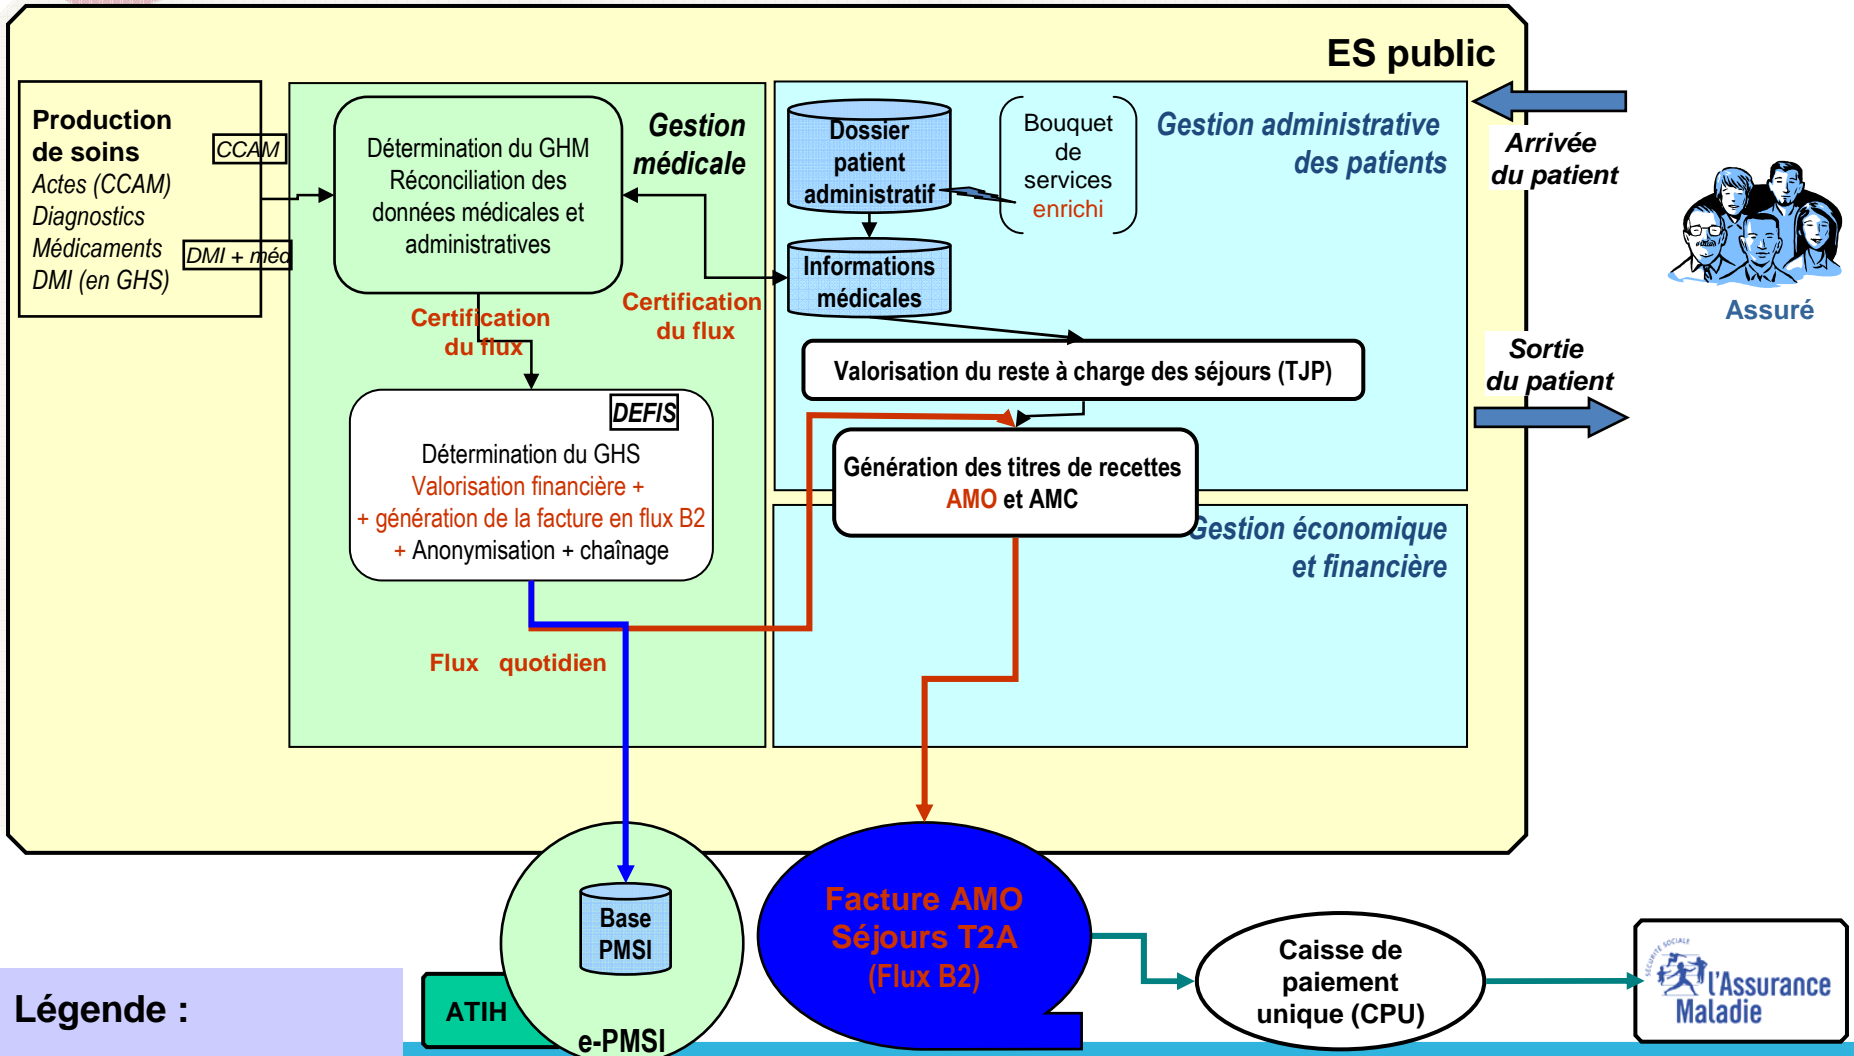 ES public
Production
de soins
Actes (CCAM)
Diagnostics
Médicaments
DMI (en GHS)
CCAM
DMI + méd
Gestion
médicale
Détermination du GHM
Réconciliation des
données médicales et
administratives
Certification
du flux
Certification
du flux
DEFIS
Détermination du GHS
Valorisation financière +
+ génération de la facture en flux B2
+ Anonymisation + chaînage
Flux quotidien
Dossier
patient
administratif
Bouquet
de
services
enrichi
Gestion administrative
des patients
Informations
médicales
Valorisation du reste à charge des séjours (TJP)
Génération des titres de recettes
AMO et AMC
Gestion économique
et financière
Arrivée
du patient
Assuré
Sortie
du patient
Base
PMSI
e-PMSI
ATIH
Facture AMO
Séjours T2A
(Flux B2)
Caisse de
paiement
unique (CPU)
SÉCURITÉ SOCIALE
l'Assurance
Maladie
Légende :